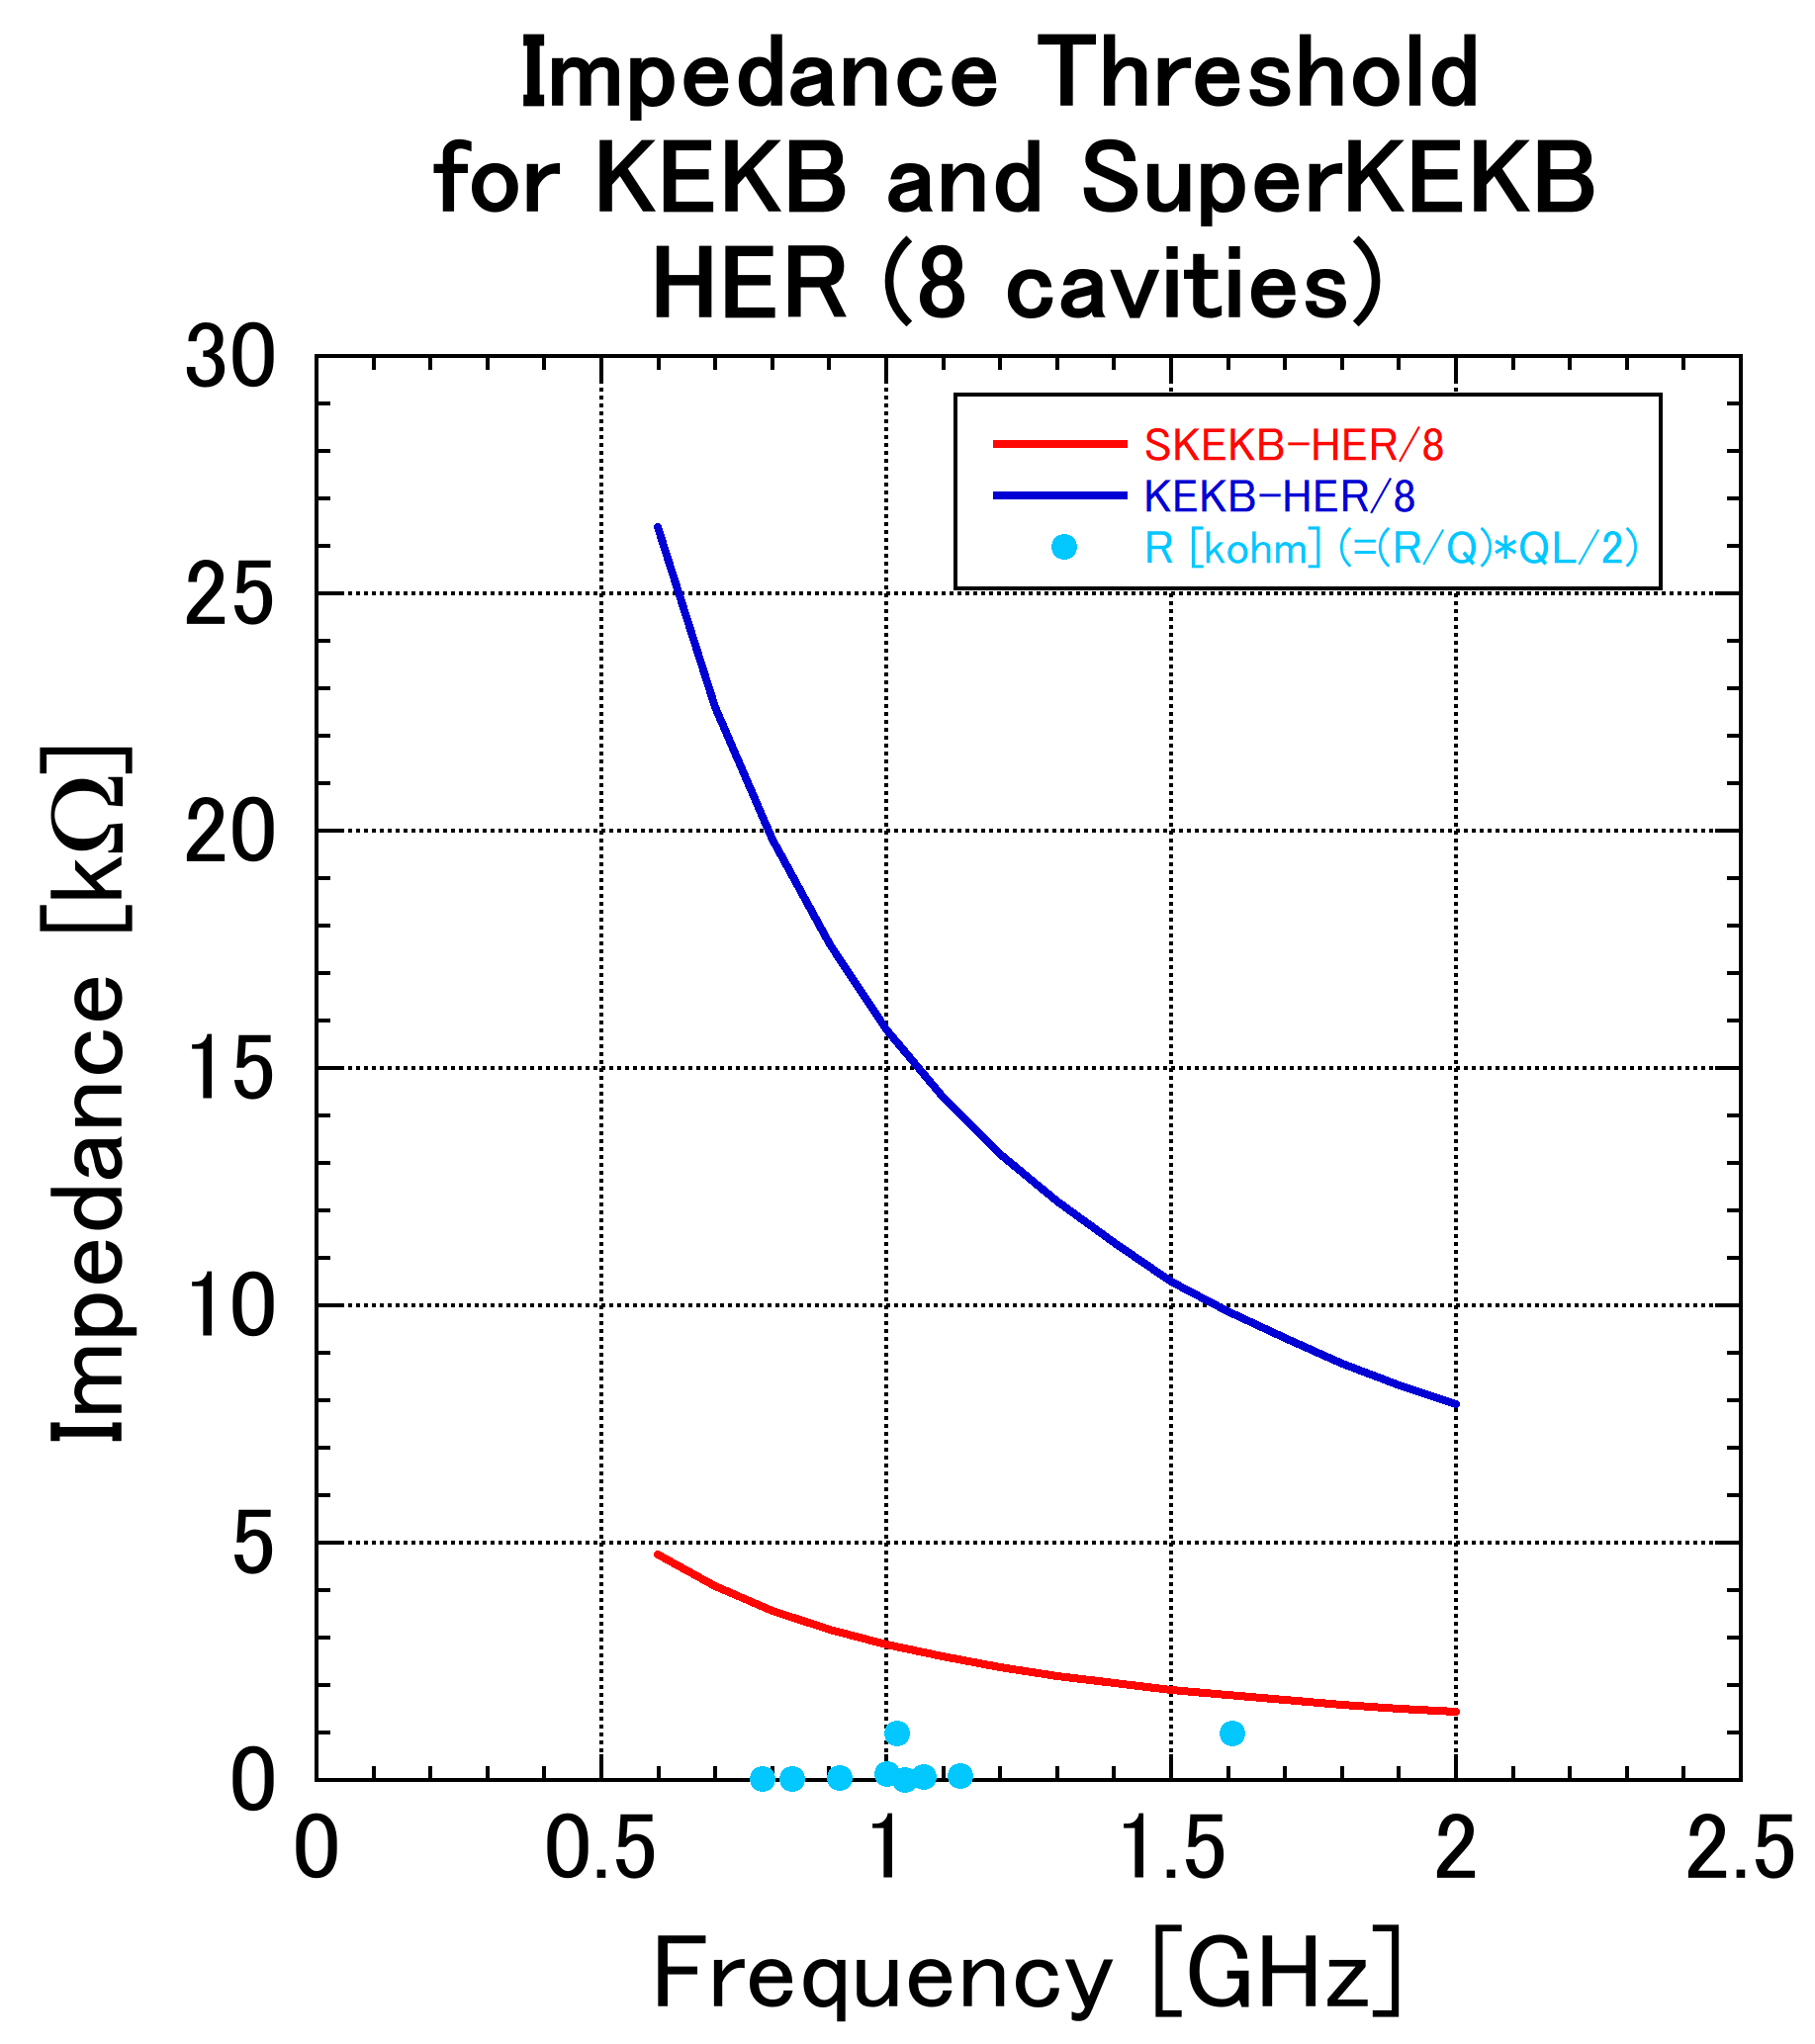 Impedance Threshold
for KEKB and SuperKEKB
HER (8 cavities)
SKEKB-HER/8
KEKB-HER/8
R [kohm] (=(R/Q)*QL/2)
Impedance [kΩ]
30
25
20
15
10
5
0
0 0.5 1 1.5 2 2.5
Frequency [GHz]